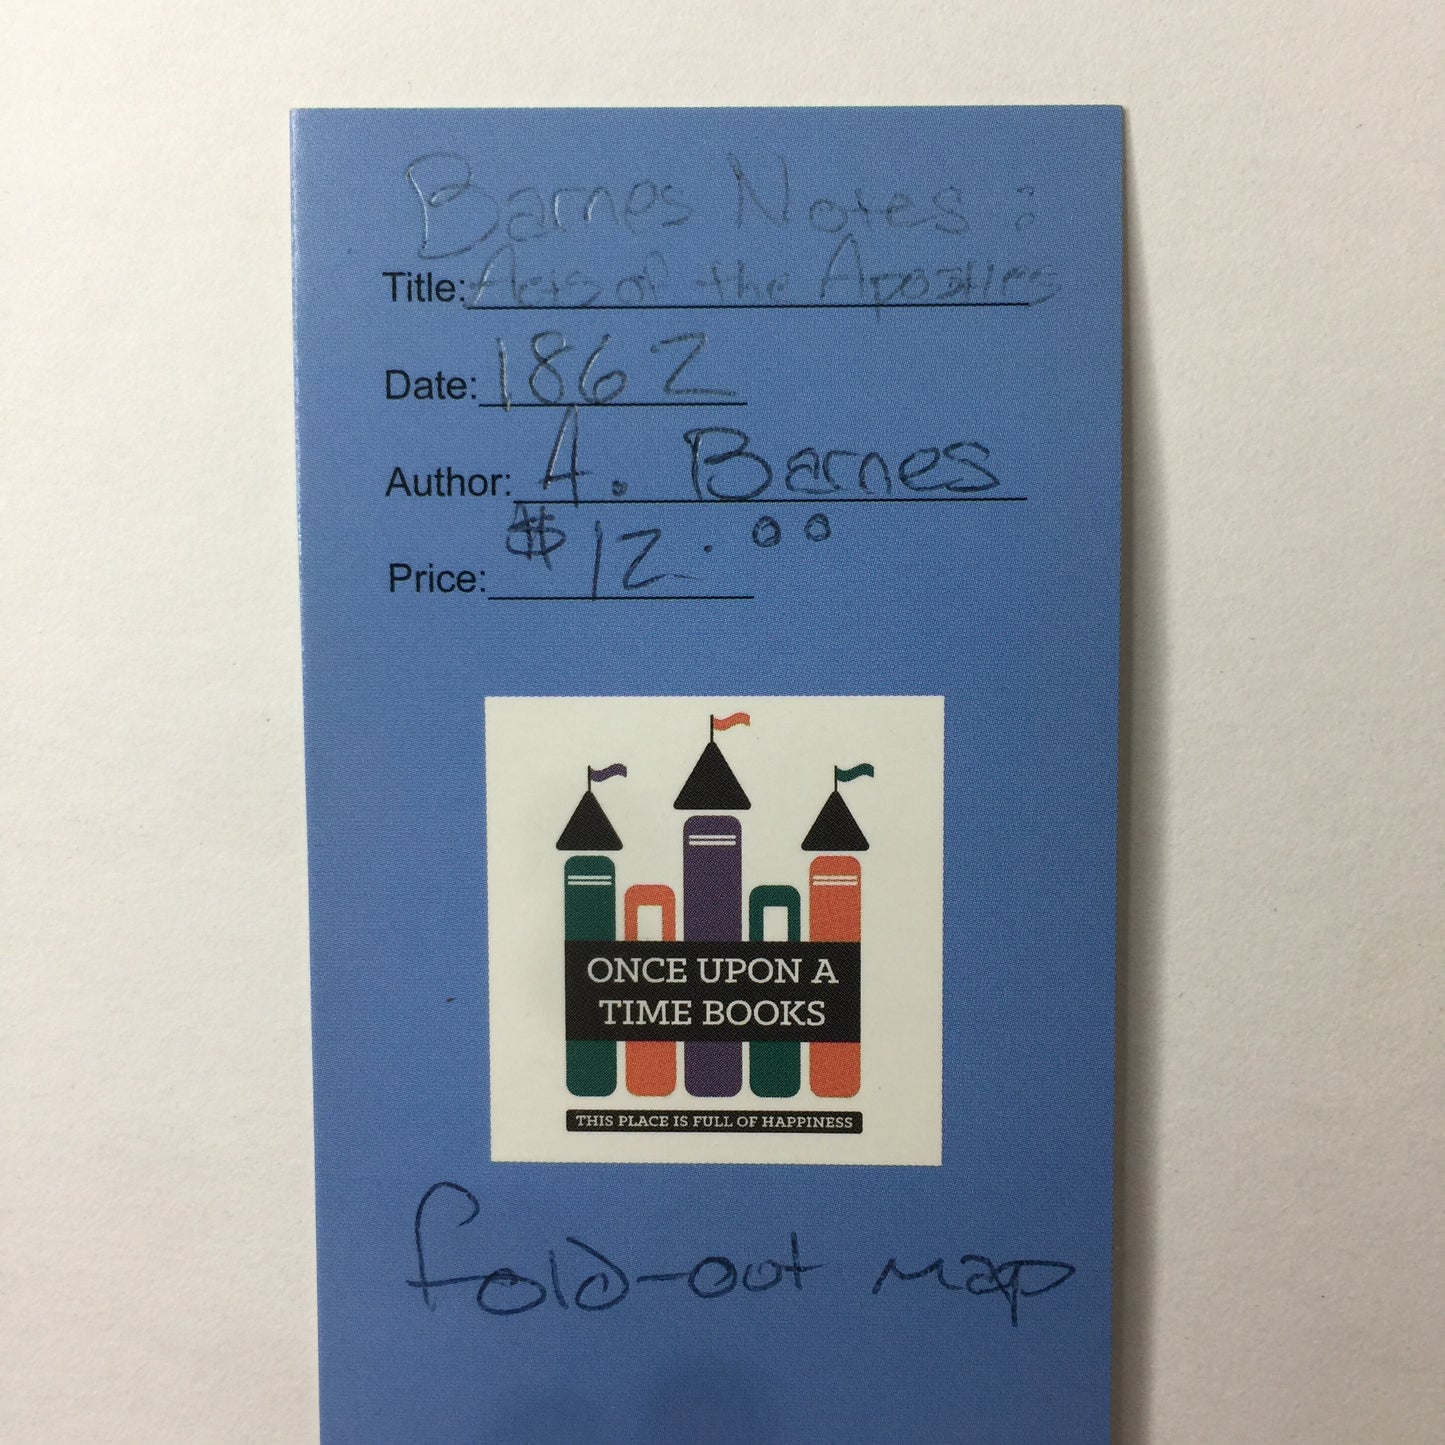 Barnes Notes:
Title: Acts of the Apostles
Date: 1862
Author: A. Barnes
Price: $12.00
ONCE UPON A
TIME BOOKS
THIS PLACE IS FULL OF HAPPINESS
fold-out map